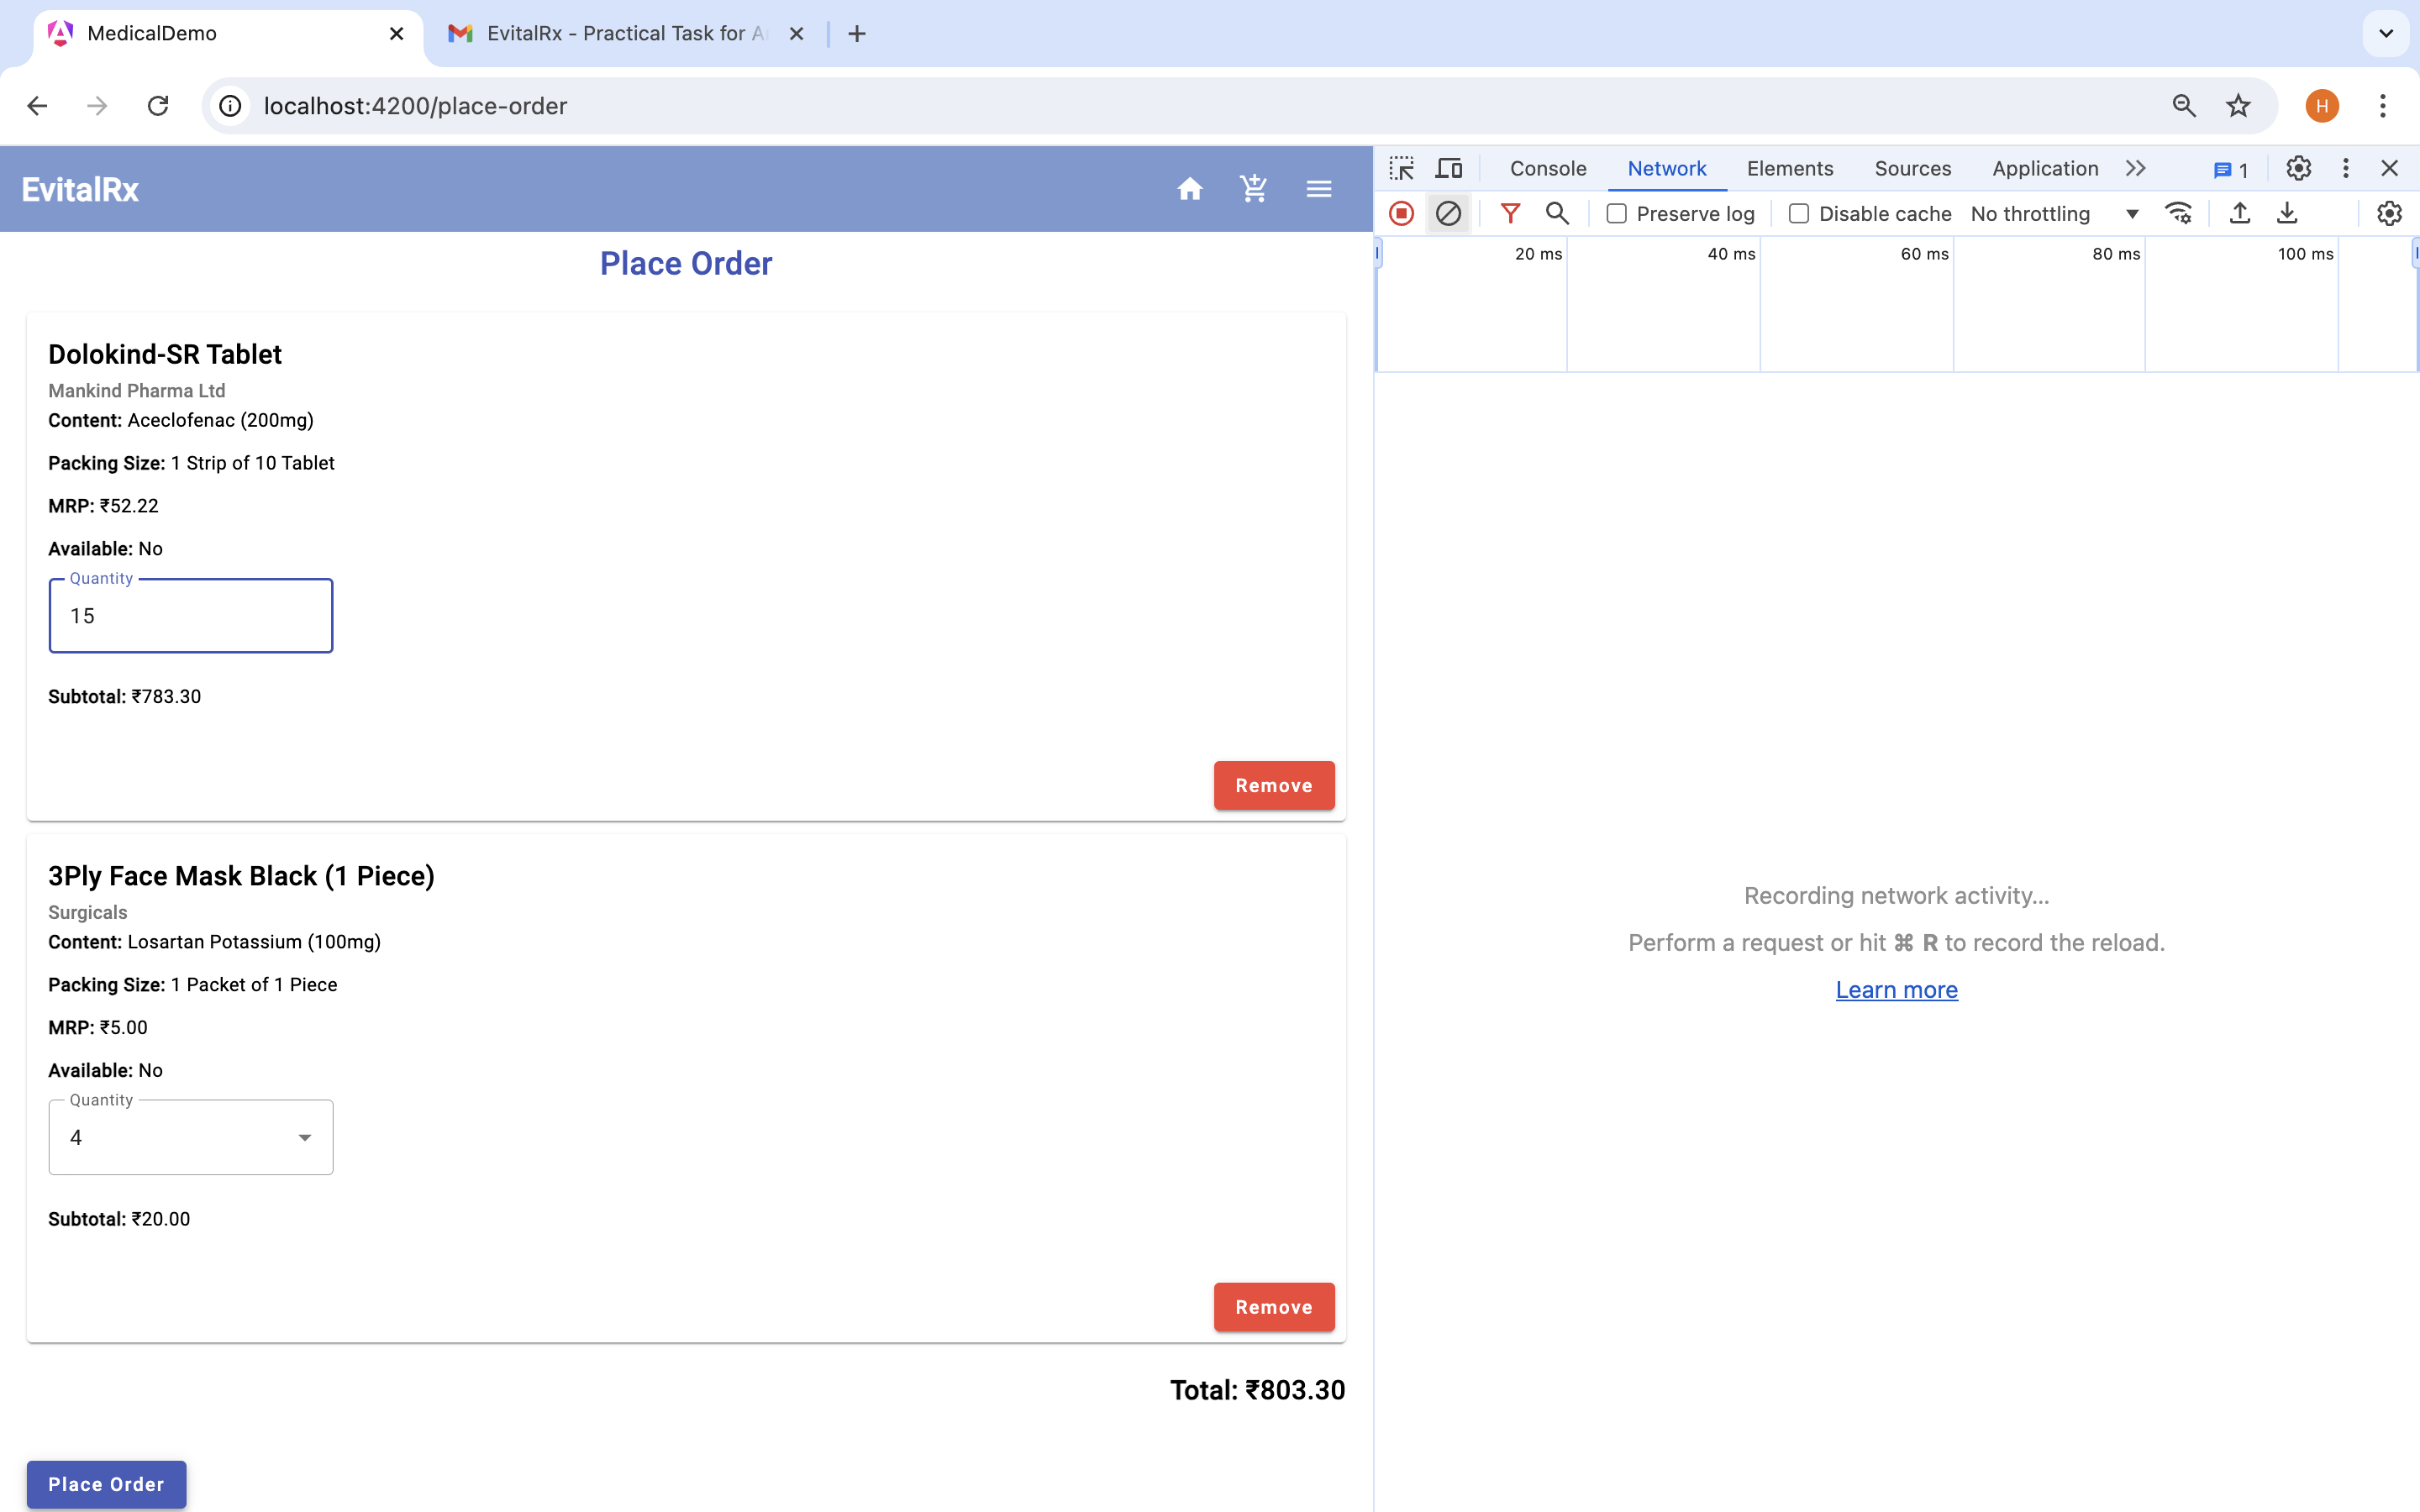 MedicalDemo
EvitalRx - Practical Task for A
localhost:4200/place-order
H
EvitalRx
Console Network Elements Sources Application 1
Preserve log Disable cache No throttling
20 ms 40 ms 60 ms 80 ms 100 ms
Place Order
Dolokind-SR Tablet
Mankind Pharma Ltd
Content: Aceclofenac (200mg)
Packing Size: 1 Strip of 10 Tablet
MRP: ₹52.22
Available: No
Quantity
15
Subtotal: ₹783.30
Remove
3Ply Face Mask Black (1 Piece)
Surgicals
Content: Losartan Potassium (100mg)
Packing Size: 1 Packet of 1 Piece
MRP: ₹5.00
Available: No
Quantity
4
Subtotal: ₹20.00
Remove
Total: ₹803.30
Place Order
Recording network activity...
Perform a request or hit ⌘ R to record the reload.
Learn more